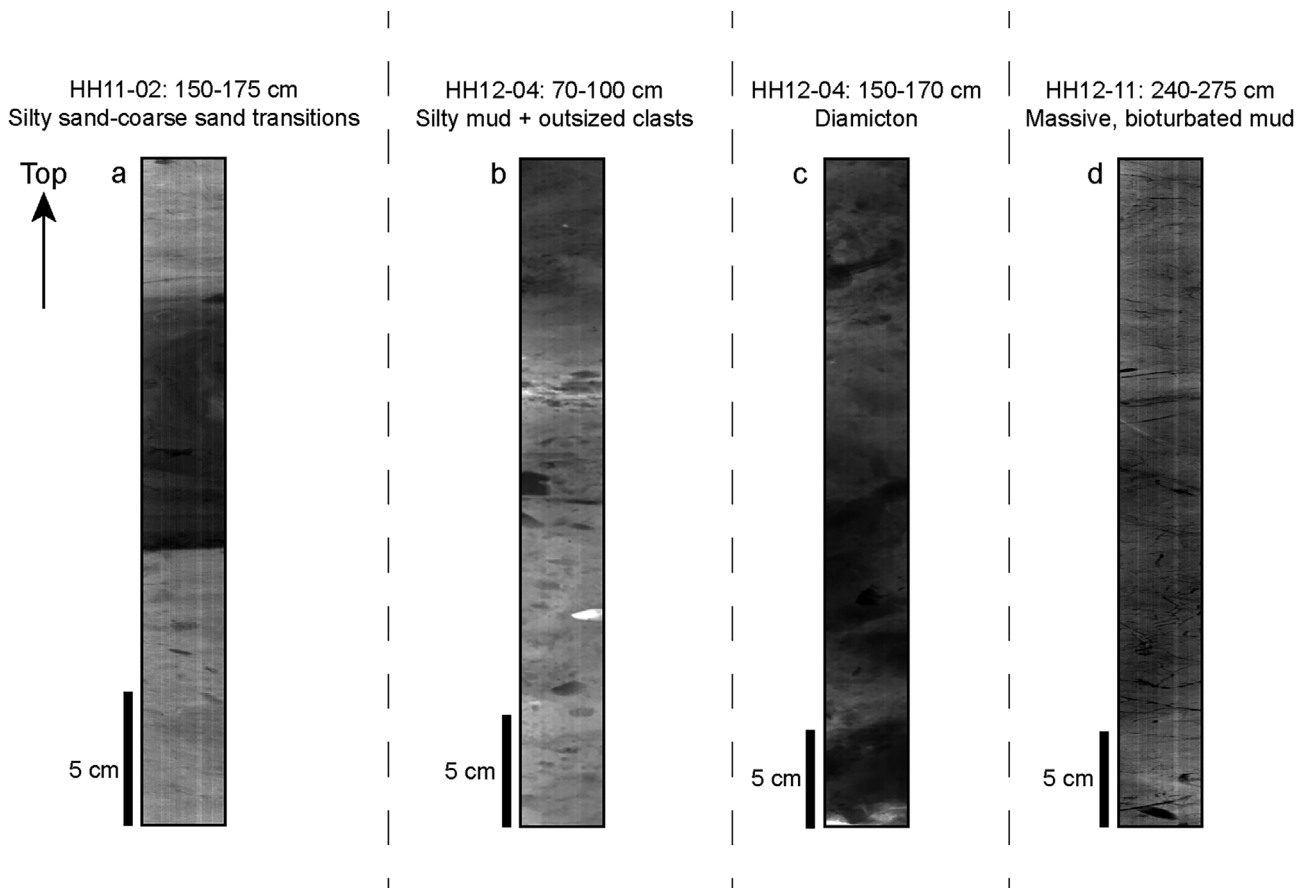 HH11-02: 150-175 cm
Silty sand-coarse sand transitions
HH12-04: 70-100 cm
Silty mud + outsized clasts
HH12-04: 150-170 cm
Diamicton
HH12-11: 240-275 cm
Massive, bioturbated mud
Top
a
b
c
d
5 cm
5 cm
5 cm
5 cm